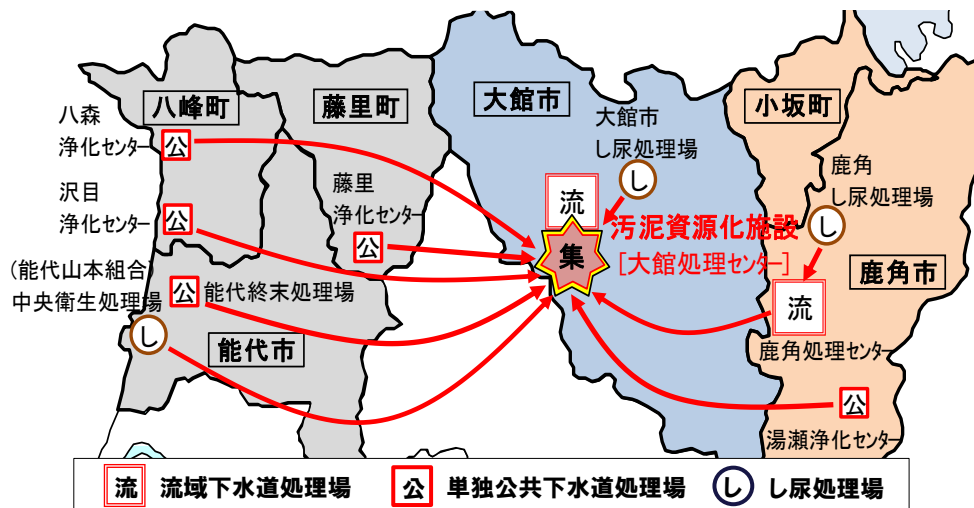 八峰町
藤里町
大館市
小坂町
八森
浄化センター
公
沢目
浄化センター
公
藤里
浄化センター
公
大館市
し尿処理場
し
流
集
汚泥資源化施設
[大館処理センター]
鹿角
し尿処理場
し
鹿角市
流
鹿角処理センター
(能代山本組合)
中央衛生処理場
し
公
能代終末処理場
能代市
公
湯瀬浄化センター
流 流域下水道処理場 公 単独公共下水道処理場 し し尿処理場